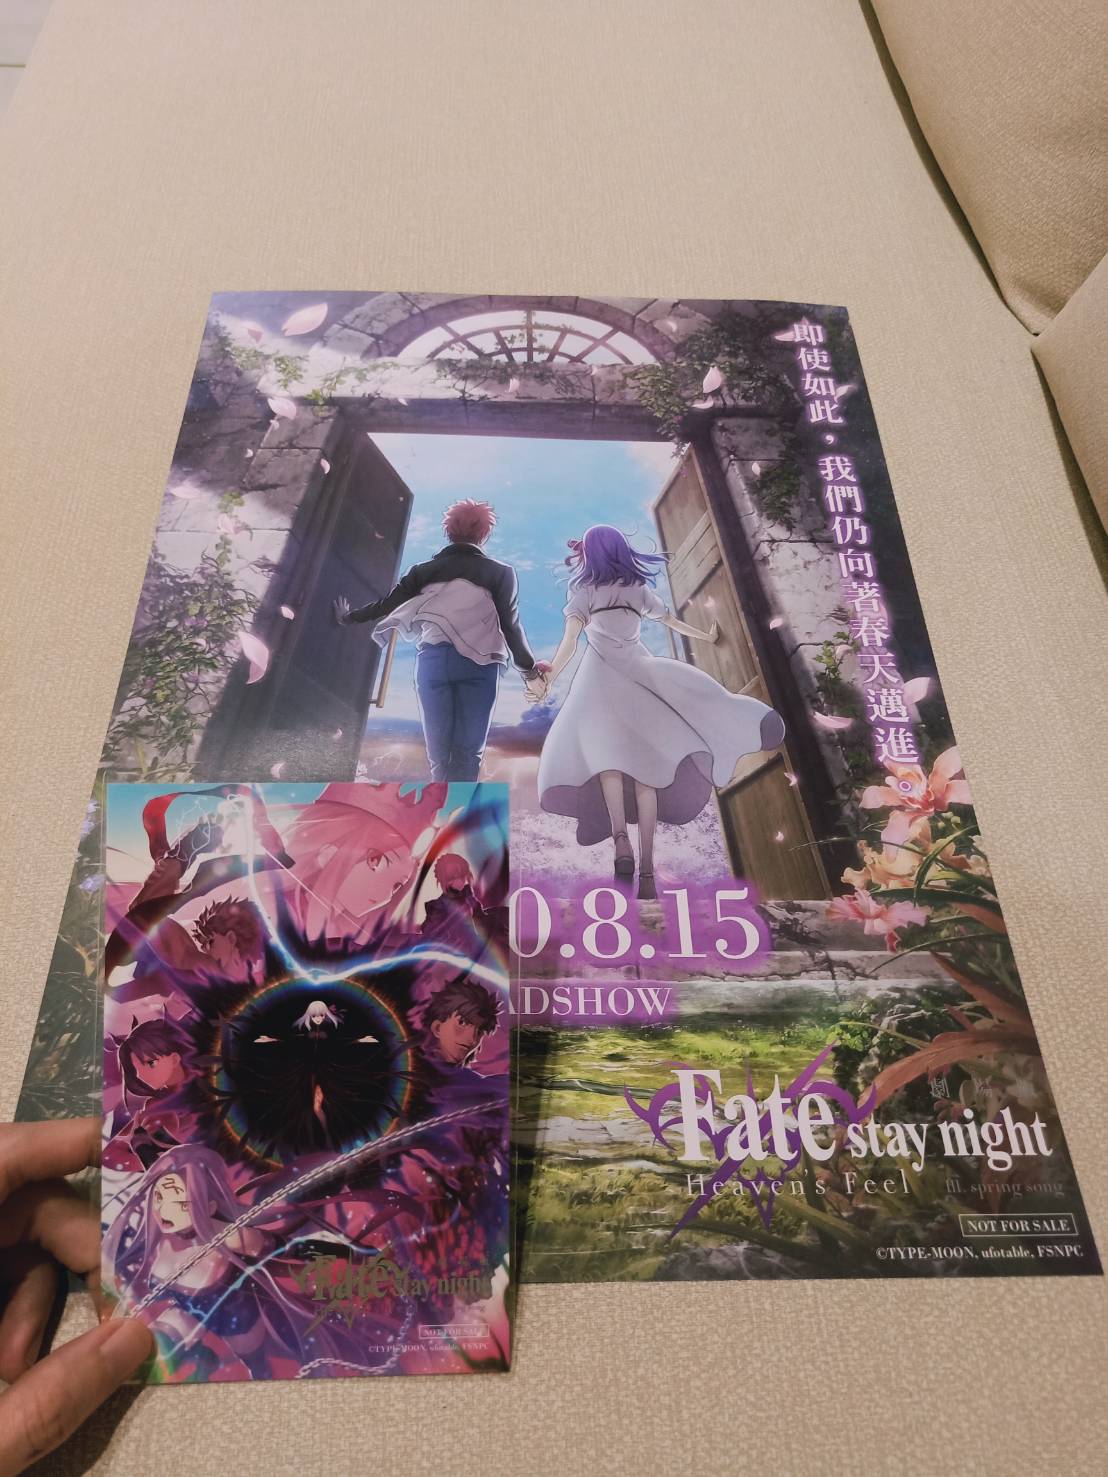 即使如此，我們仍向著春天邁進。
0.8.15
ADSHOW
Fate stay night
Heaven's Feel
III. spring song
NOT FOR SALE
©TYPE-MOON, ufotable, FSNPC
Fate stay night
NOT FOR SALE
©TYPE-MOON, ufotable, FSNPC